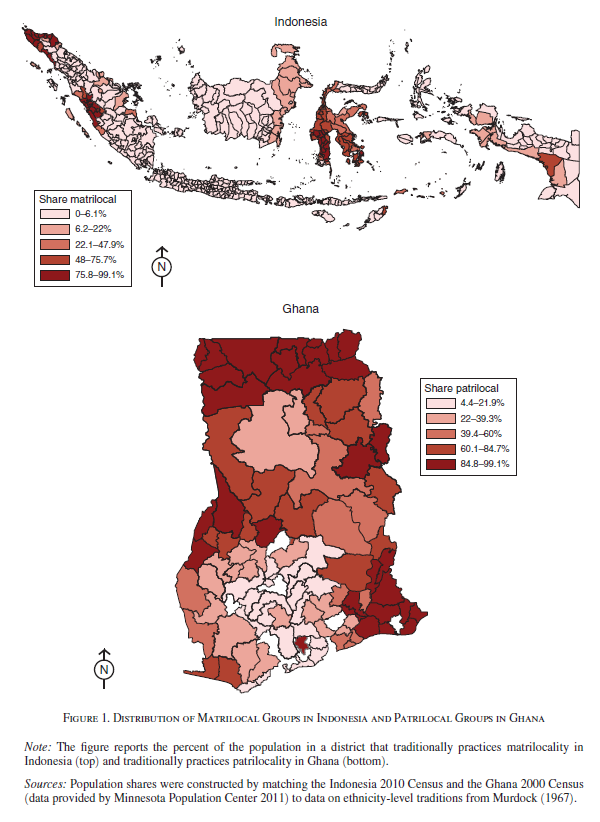 Indonesia
Share matrilocal
0–6.1%
6.2–22%
22.1–47.9%
48–75.7%
75.8–99.1%
N
Ghana
Share patrilocal
4.4–21.9%
22–39.3%
39.4–60%
60.1–84.7%
84.8–99.1%
N
Figure 1. Distribution of Matrilocal Groups in Indonesia and Patrilocal Groups in Ghana
Note: The figure reports the percent of the population in a district that traditionally practices matrilocality in
Indonesia (top) and traditionally practices patrilocality in Ghana (bottom).
Sources: Population shares were constructed by matching the Indonesia 2010 Census and the Ghana 2000 Census
(data provided by Minnesota Population Center 2011) to data on ethnicity-level traditions from Murdock (1967).